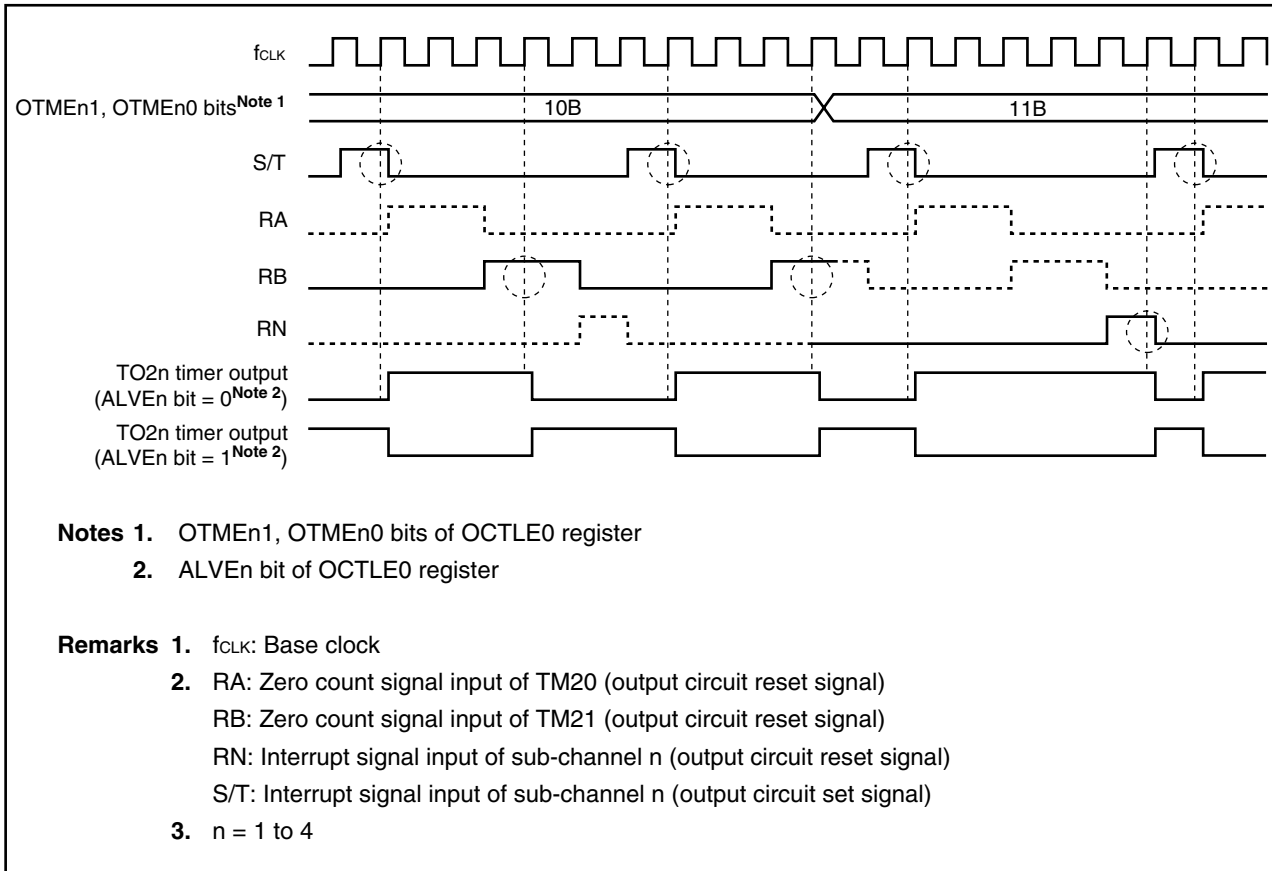 fCLK
OTMEn1, OTMEn0 bitsNote 1
10B
11B
S/T
RA
RB
RN
TO2n timer output
(ALVEn bit = 0Note 2)
TO2n timer output
(ALVEn bit = 1Note 2)
Notes 1. OTMEn1, OTMEn0 bits of OCTLE0 register
2. ALVEn bit of OCTLE0 register
Remarks 1. fCLK: Base clock
2. RA: Zero count signal input of TM20 (output circuit reset signal)
RB: Zero count signal input of TM21 (output circuit reset signal)
RN: Interrupt signal input of sub-channel n (output circuit reset signal)
S/T: Interrupt signal input of sub-channel n (output circuit set signal)
3. n = 1 to 4